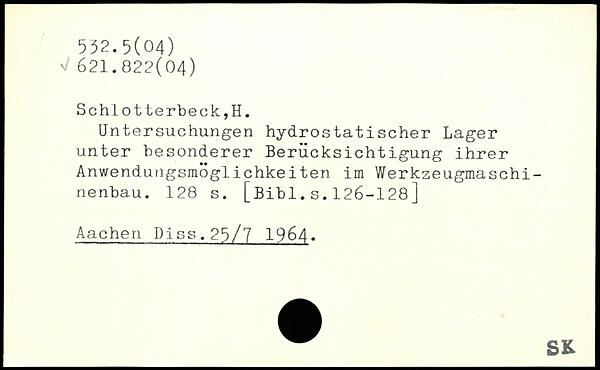 532.5(04)
√ 621.822(04)
Schlotterbeck,H.
Untersuchungen hydrostatischer Lager
unter besonderer Berücksichtigung ihrer
Anwendungsmöglichkeiten im Werkzeugmaschi-
nenbau. 128 s. [Bibl.s.126-128]
Aachen Diss.25/7 1964.
SK